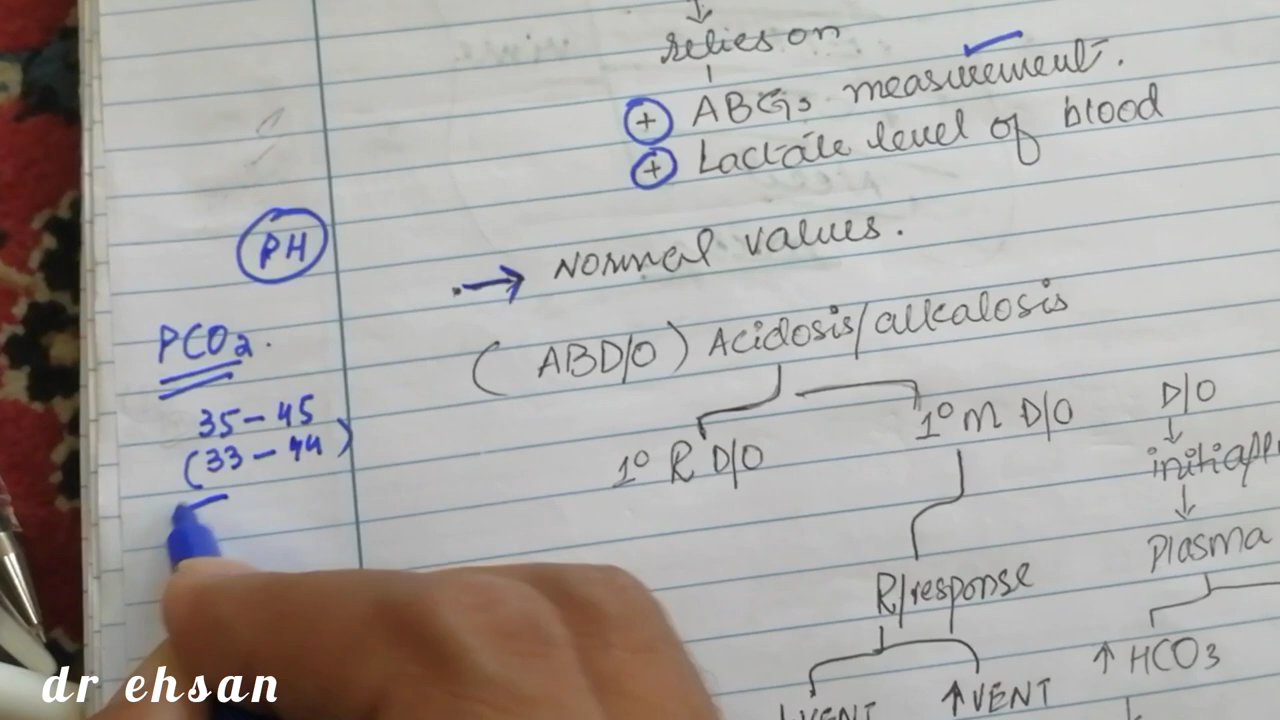 relies on
+ ABGs measurement.
+ Lactate level of blood
PH
→ Normal values.
PCO2.
(ABD/O) Acidosis/alkalosis
35-45
(33-44)
1° R D/O
1° M D/O
D/O
R/response
Plasma
↑ HCO3
↓VENT
↑VENT
dr ehsan